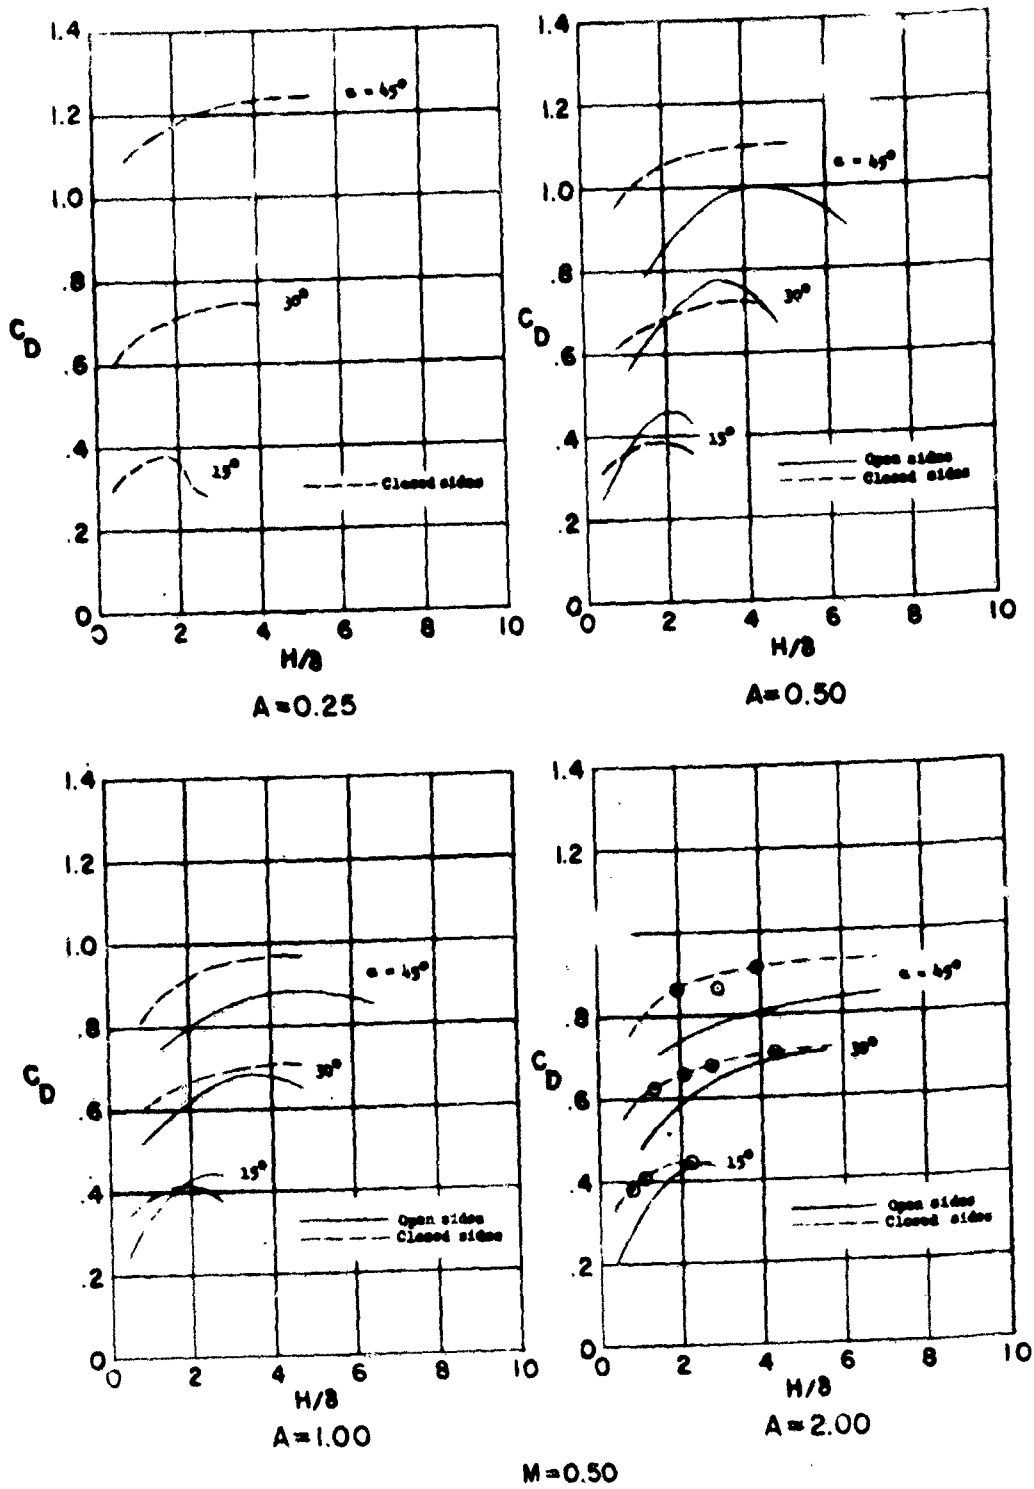 1.4
1.2
1.0
.8
.6
.4
.2
0
C_D
α = 45°
30°
15°
Closed sides
0 2 4 6 8 10
H/δ
A=0.25
1.4
1.2
1.0
.8
.6
.4
.2
0
C_D
α = 45°
30°
15°
Open sides
Closed sides
0 2 4 6 8 10
H/δ
A=0.50
1.4
1.2
1.0
.8
.6
.4
.2
0
C_D
α = 45°
30°
15°
Open sides
Closed sides
0 2 4 6 8 10
H/δ
A=1.00
1.4
1.2
.8
.6
.4
.2
0
C_D
α = 45°
30°
15°
Open sides
Closed sides
0 2 4 6 8 10
H/δ
A=2.00
M=0.50